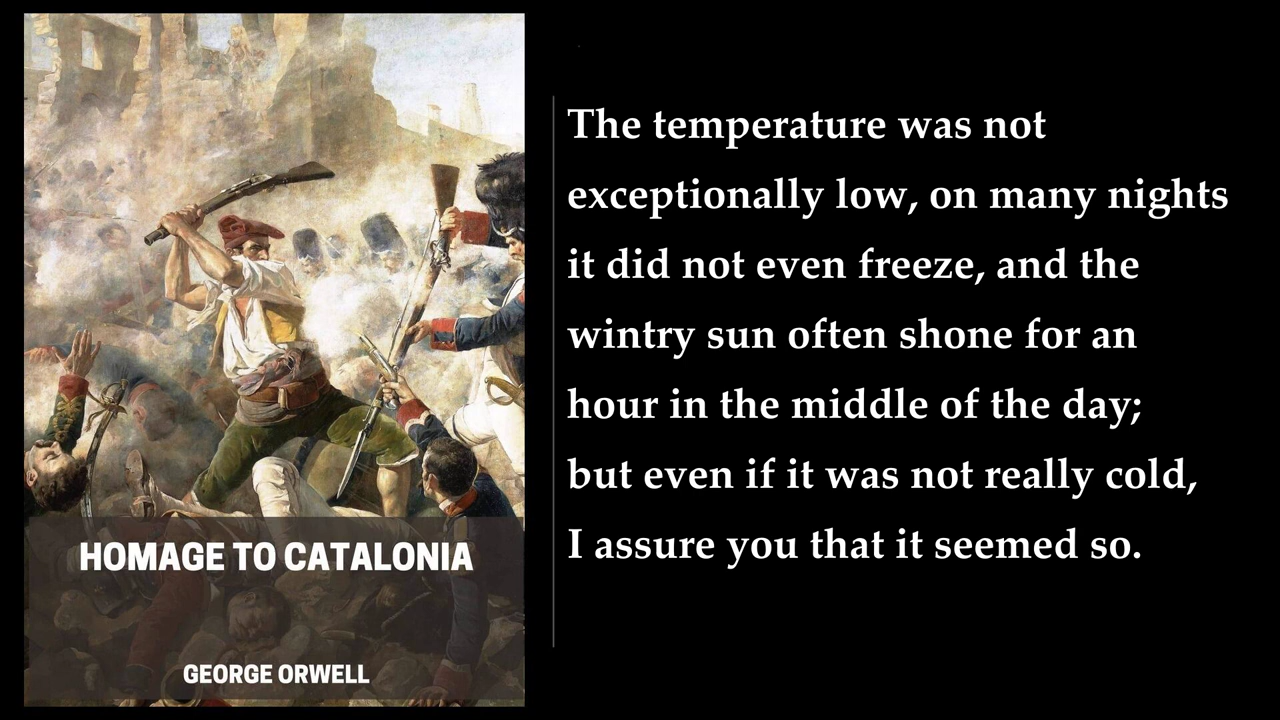 HOMAGE TO CATALONIA
GEORGE ORWELL
The temperature was not
exceptionally low, on many nights
it did not even freeze, and the
wintry sun often shone for an
hour in the middle of the day;
but even if it was not really cold,
I assure you that it seemed so.